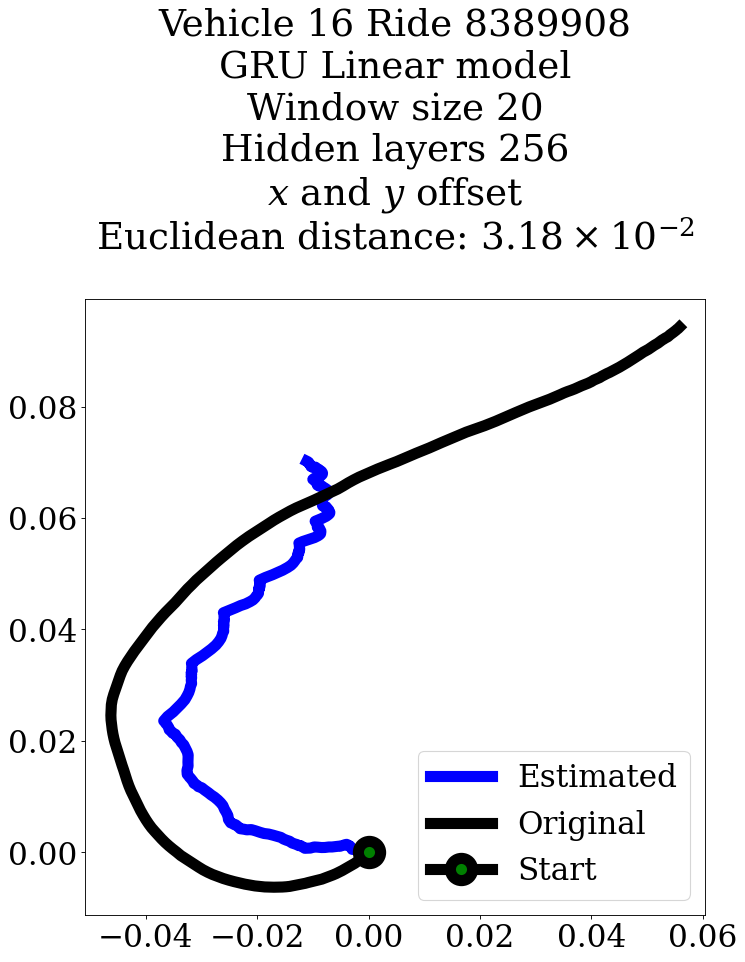 Vehicle 16 Ride 8389908
GRU Linear model
Window size 20
Hidden layers 256
x and y offset
Euclidean distance: 3.18 × 10⁻²
0.08
0.06
0.04
0.02
0.00
Estimated
Original
Start
−0.04 −0.02 0.00 0.02 0.04 0.06